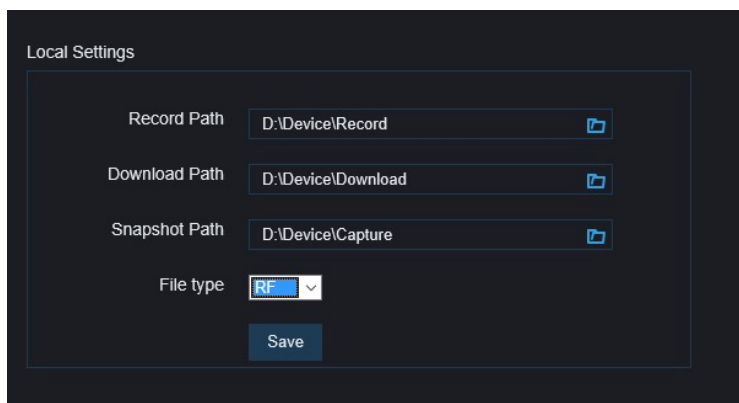 Local Settings
Record Path D:\Device\Record
Download Path D:\Device\Download
Snapshot Path D:\Device\Capture
File type RF
Save